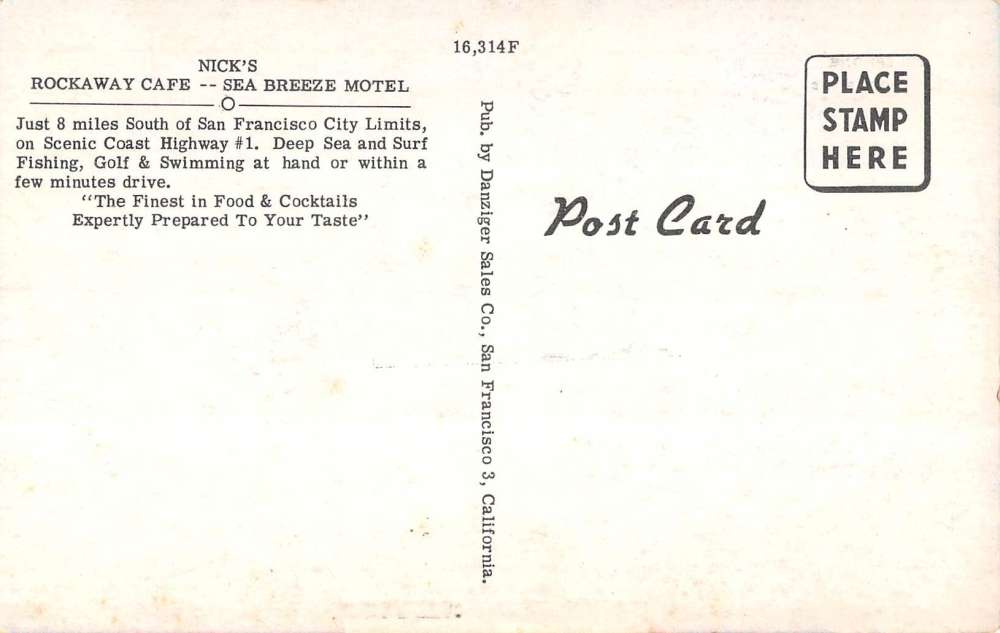 16,314F
NICK'S
ROCKAWAY CAFE -- SEA BREEZE MOTEL
Just 8 miles South of San Francisco City Limits,
on Scenic Coast Highway #1. Deep Sea and Surf
Fishing, Golf & Swimming at hand or within a
few minutes drive.
"The Finest in Food & Cocktails
Expertly Prepared To Your Taste"
Pub. by Danziger Sales Co., San Francisco 3, California.
PLACE
STAMP
HERE
Post Card